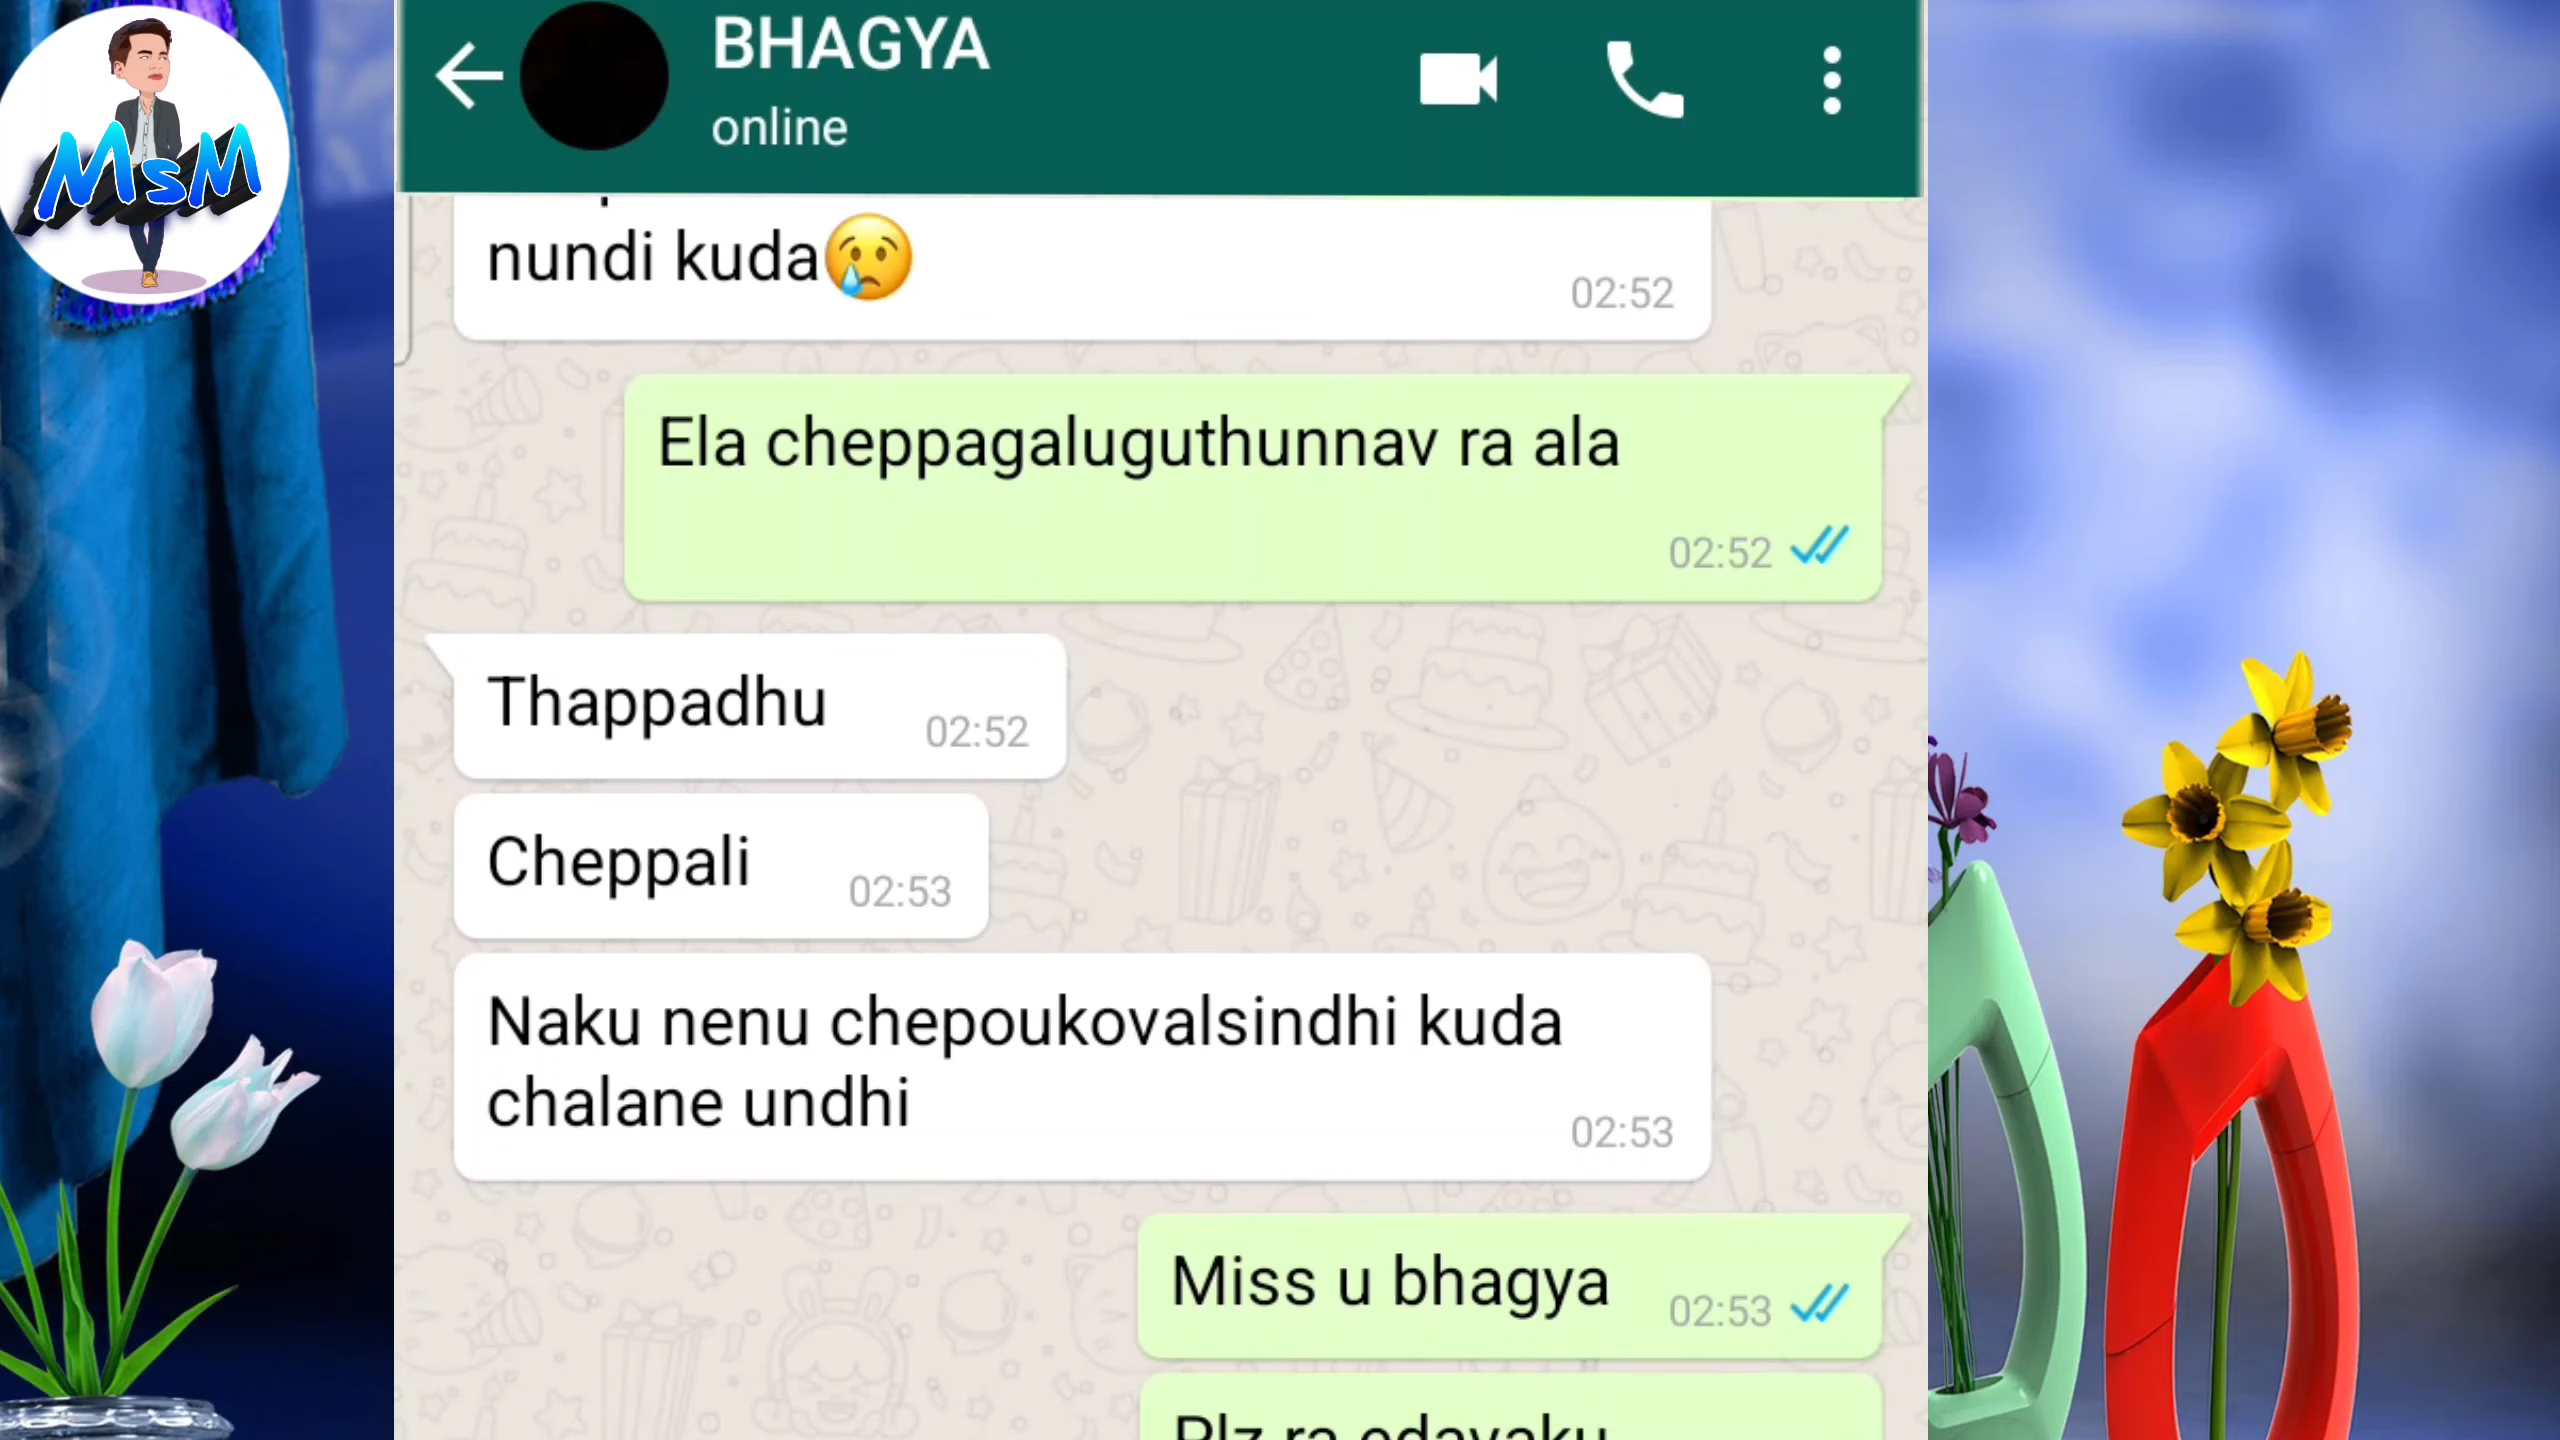 MsM
BHAGYA
online
nundi kuda😢
02:52
Ela cheppagaluguthunnav ra ala
02:52
Thappadhu
02:52
Cheppali
02:53
Naku nenu chepoukovalsindhi kuda
chalane undhi
02:53
Miss u bhagya
02:53
Plz ra edavaku